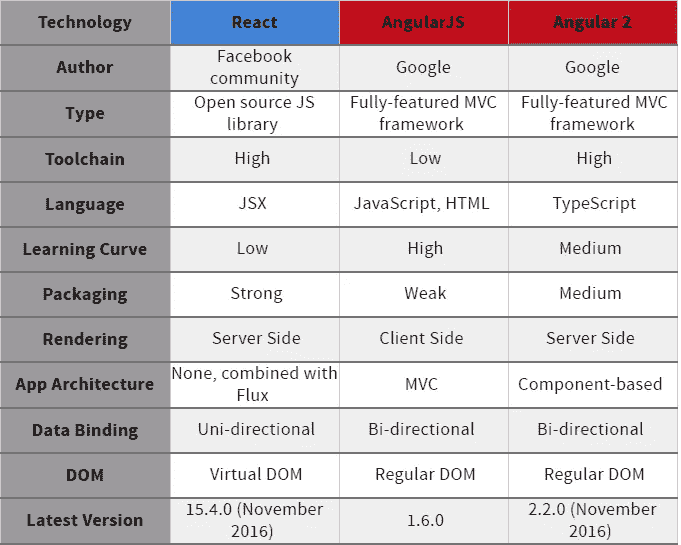 Technology React AngularJS Angular 2
Author Facebook community Google Google
Type Open source JS library Fully-featured MVC framework Fully-featured MVC framework
Toolchain High Low High
Language JSX JavaScript, HTML TypeScript
Learning Curve Low High Medium
Packaging Strong Weak Medium
Rendering Server Side Client Side Server Side
App Architecture None, combined with Flux MVC Component-based
Data Binding Uni-directional Bi-directional Bi-directional
DOM Virtual DOM Regular DOM Regular DOM
Latest Version 15.4.0 (November 2016) 1.6.0 2.2.0 (November 2016)